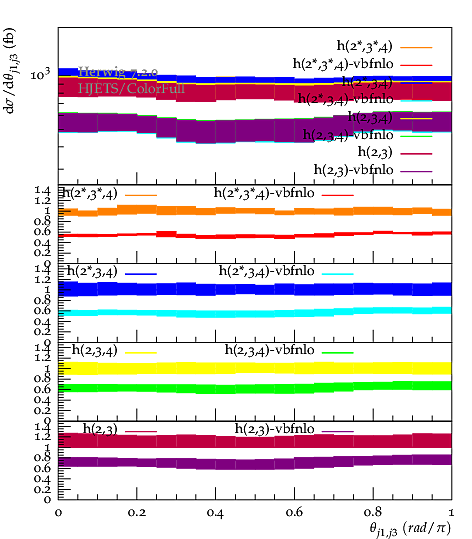 dσ/dθj1,j3 (fb)
10³
Herwig 7.2.0
HJETS/ColorFull
h(2*,3*,4)
h(2*,3*,4)-vbfnlo
h(2*,3,4)
h(2*,3,4)-vbfnlo
h(2,3,4)
h(2,3,4)-vbfnlo
h(2,3)
h(2,3)-vbfnlo
h(2*,3*,4) h(2*,3*,4)-vbfnlo
1.4
1.2
1
0.8
0.6
0.4
0.2
0
h(2*,3,4) h(2*,3,4)-vbfnlo
1.4
1.2
1
0.8
0.6
0.4
0.2
0
h(2,3,4) h(2,3,4)-vbfnlo
1.4
1.2
1
0.8
0.6
0.4
0.2
0
h(2,3) h(2,3)-vbfnlo
1.4
1.2
1
0.8
0.6
0.4
0.2
0
0 0.2 0.4 0.6 0.8 1
θj1,j3 (rad/π)